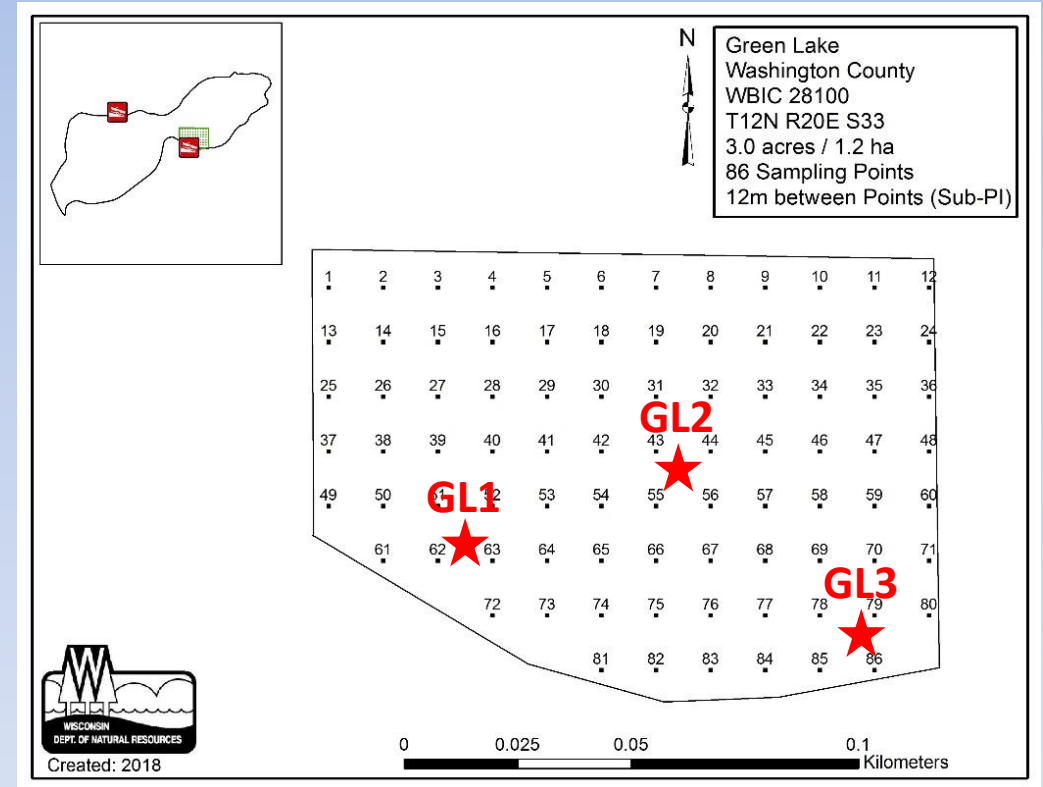 N
Green Lake
Washington County
WBIC 28100
T12N R20E S33
3.0 acres / 1.2 ha
86 Sampling Points
12m between Points (Sub-PI)
1 2 3 4 5 6 7 8 9 10 11 12
13 14 15 16 17 18 19 20 21 22 23 24
25 26 27 28 29 30 31 32 33 34 35 36
GL2
37 38 39 40 41 42 43 44 45 46 47 48
GL1
49 50 51 52 53 54 55 56 57 58 59 60
61 62 63 64 65 66 67 68 69 70 71
GL3
72 73 74 75 76 77 78 79 80
81 82 83 84 85 86
W
WISCONSIN
DEPT. OF NATURAL RESOURCES
Created: 2018
0 0.025 0.05 0.1
Kilometers